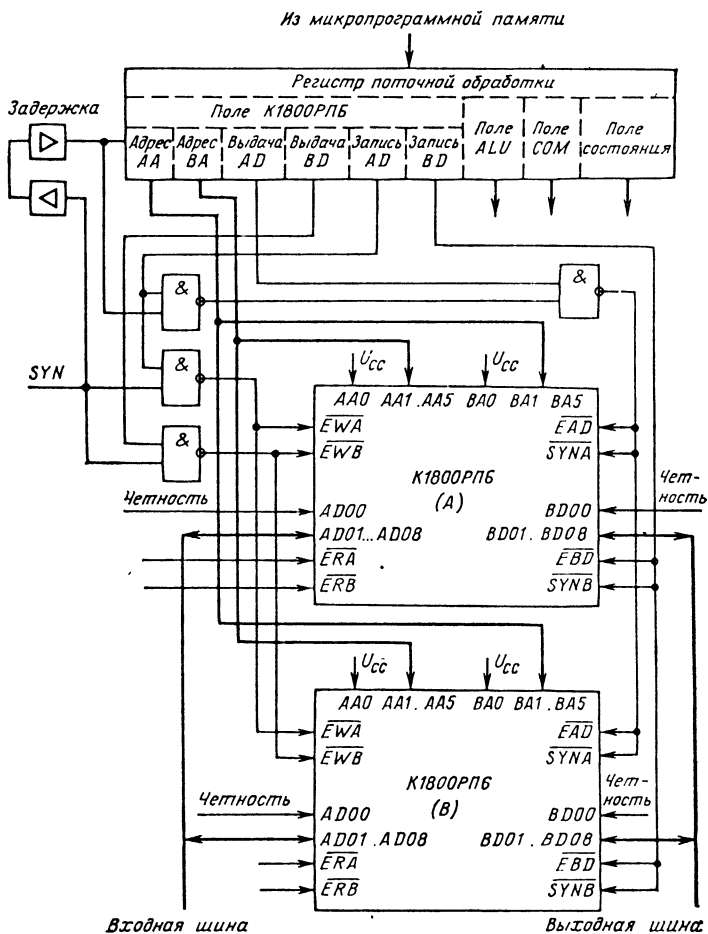 Из микропрограммной памяти
Регистр поточной обработки
Задержка
Поле К1800РП6
Адрес AA
Адрес BA
Выдача AD
Выдача BD
Запись AD
Запись BD
Поле ALU
Поле COM
Поле состояния
&
&
&
&
SYN
Ucc
Ucc
AA0 AA1.AA5 BA0 BA1 BA5
EWA
EAD
EWB
SYNA
К1800РП6
(A)
Четность
Чет-
ность
AD00
BD00
AD01...AD08
BD01.BD08
ERA
EBD
ERB
SYNB
Ucc
Ucc
AA0 AA1.AA5 BA0 BA1.BA5
EWA
EAD
EWB
SYNA
К1800РП6
(B)
Четность
Чет-
ность
AD00
BD00
AD01.AD08
BD01.BD08
ERA
EBD
ERB
SYNB
Входная шина
Выходная шина